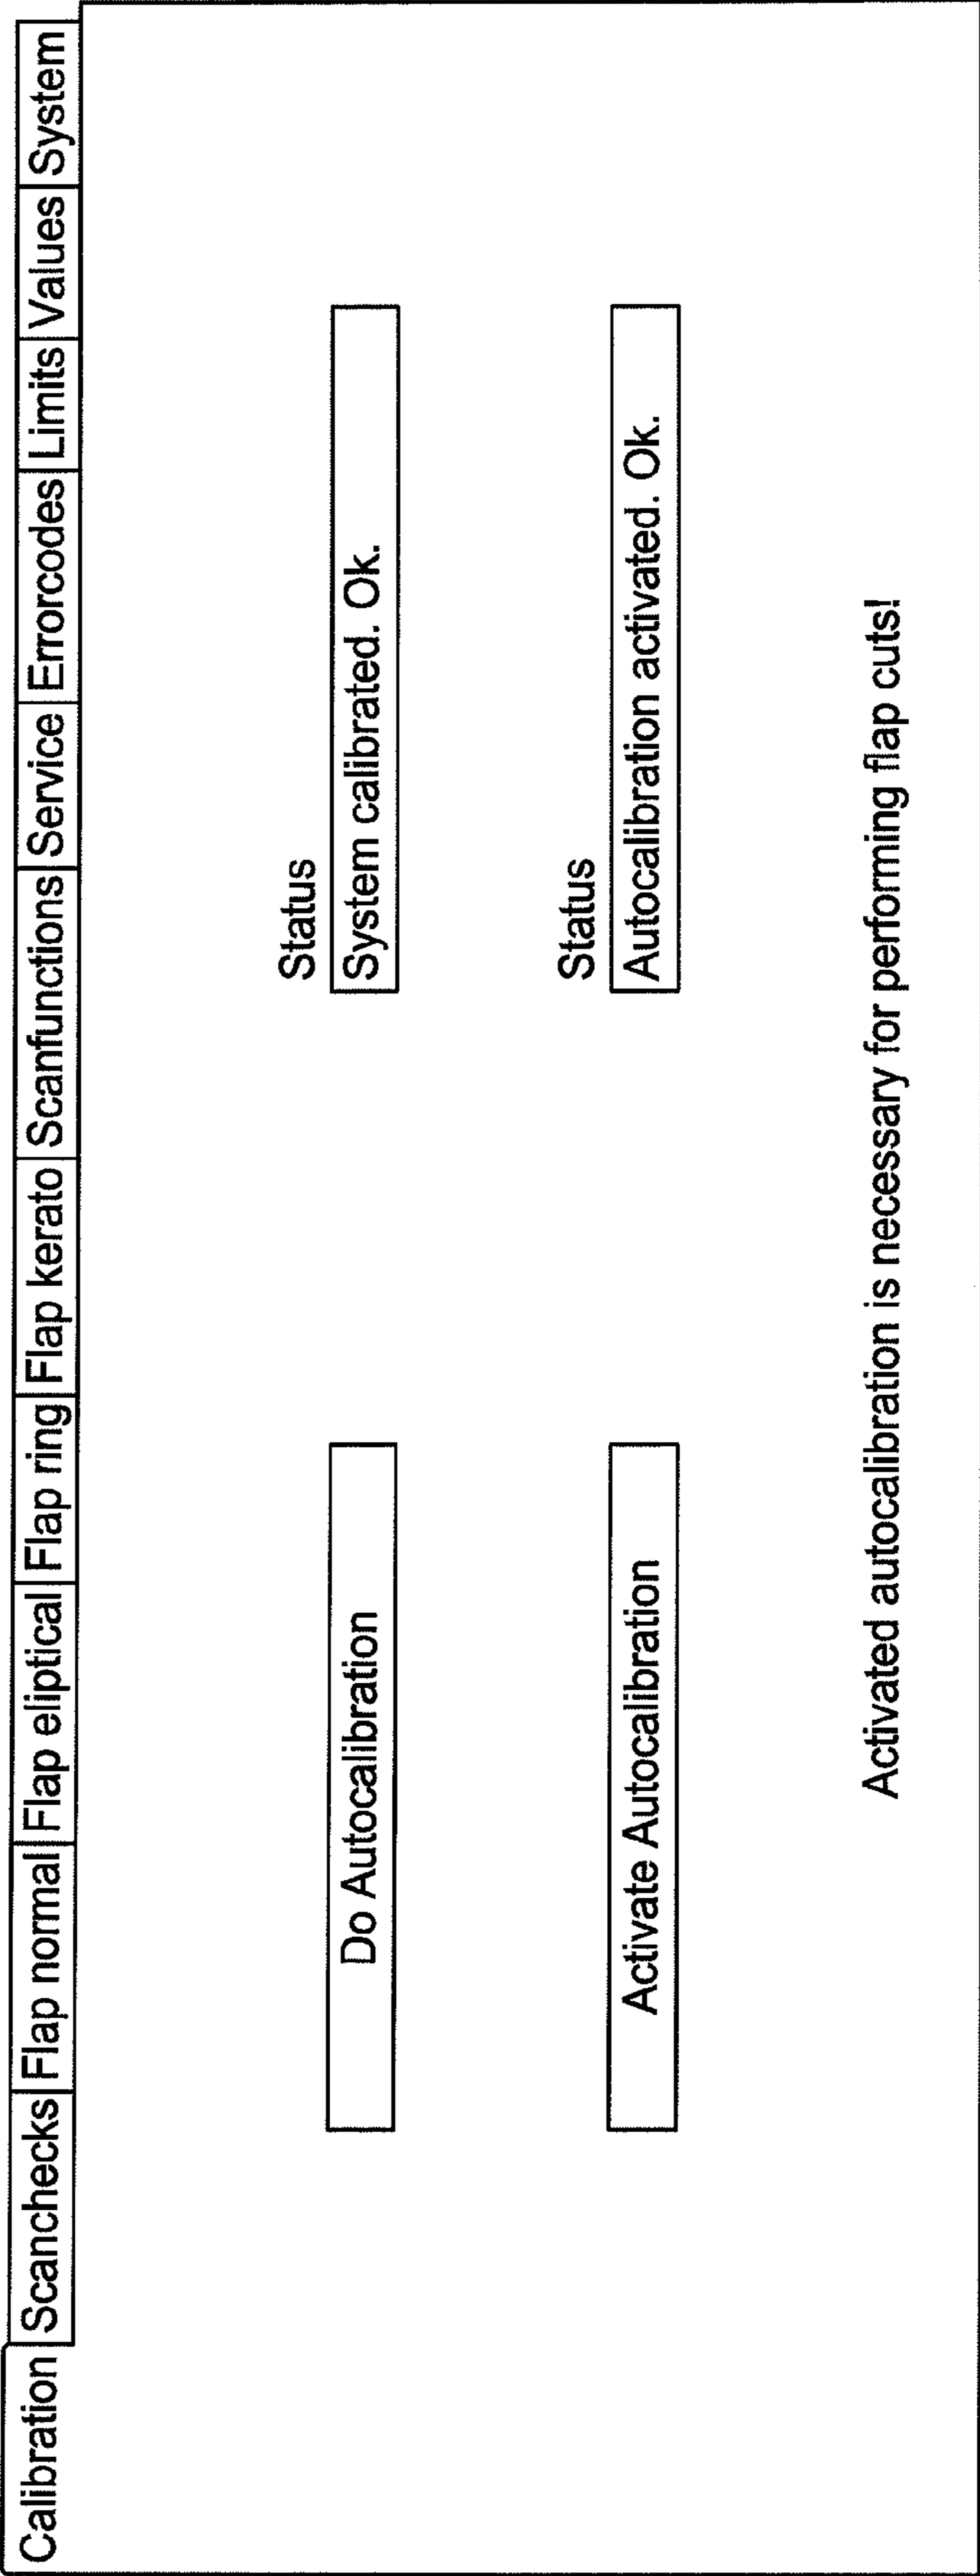 Calibration Scanchecks Flap normal Flap eliptical Flap ring Flap kerato Scanfunctions Service Errorcodes Limits Values System
Status
Do Autocalibration System calibrated. Ok.
Status
Activate Autocalibration Autocalibration activated. Ok.
Activated autocalibration is necessary for performing flap cuts!